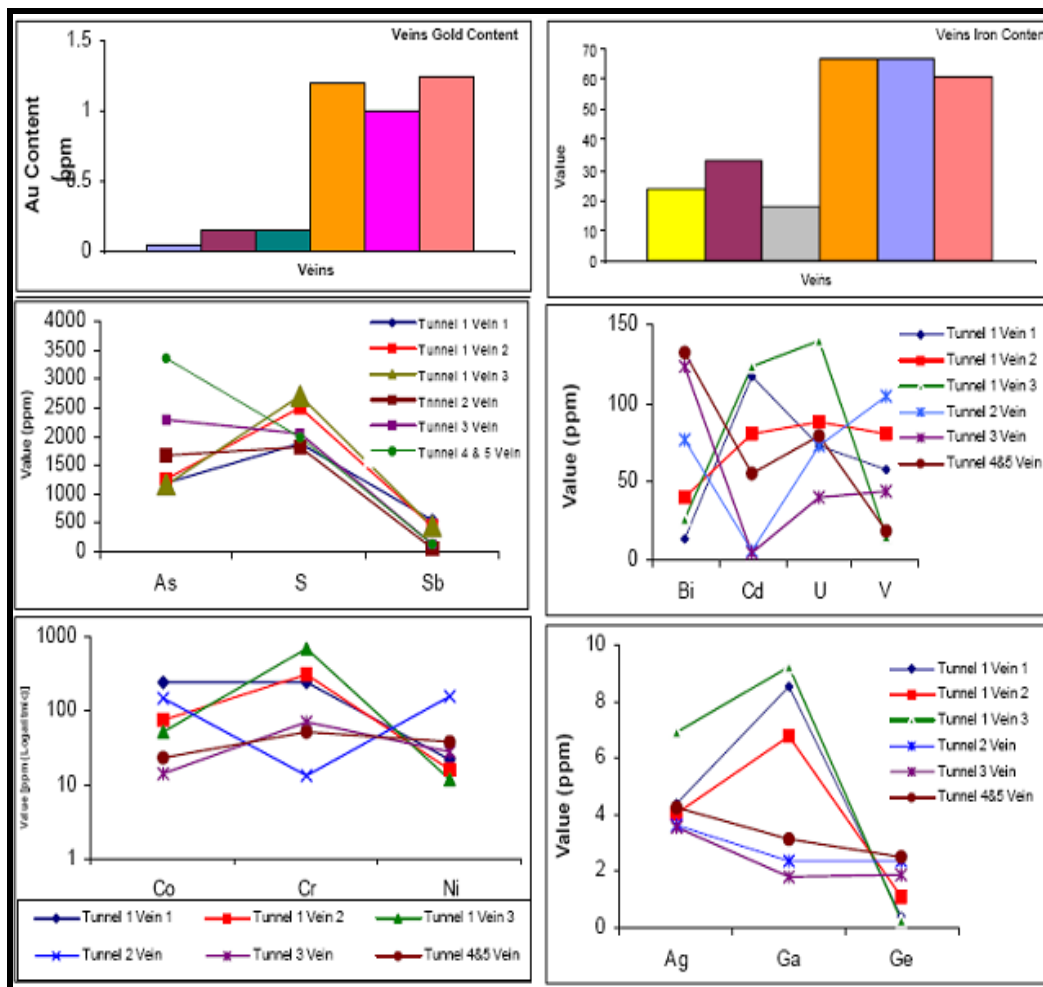 Veins Gold Content
1.5
1
0.5
0
Au Content
(ppm
Veins
Veins Iron Conten
70
60
50
40
30
20
10
0
Value
Veins
4000
3500
3000
2500
2000
1500
1000
500
0
Value (ppm)
As S Sb
Tunnel 1 Vein 1
Tunnel 1 Vein 2
Tunnel 1 Vein 3
Tnnnel 2 Vein
Tunnel 3 Vein
Tunnel 4 & 5 Vein
150
100
50
0
Value (ppm)
Bi Cd U V
Tunnel 1 Vein 1
Tunnel 1 Vein 2
Tunnel 1 Vein 3
Tunnel 2 Vein
Tunnel 3 Vein
Tunnel 4&5 Vein
1000
100
10
1
Value [ppm (Logaritmic)]
Co Cr Ni
Tunnel 1 Vein 1 Tunnel 1 Vein 2 Tunnel 1 Vein 3
Tunnel 2 Vein Tunnel 3 Vein Tunnel 4&5 Vein
10
8
6
4
2
0
Value (ppm)
Ag Ga Ge
Tunnel 1 Vein 1
Tunnel 1 Vein 2
Tunnel 1 Vein 3
Tunnel 2 Vein
Tunnel 3 Vein
Tunnel 4&5 Vein